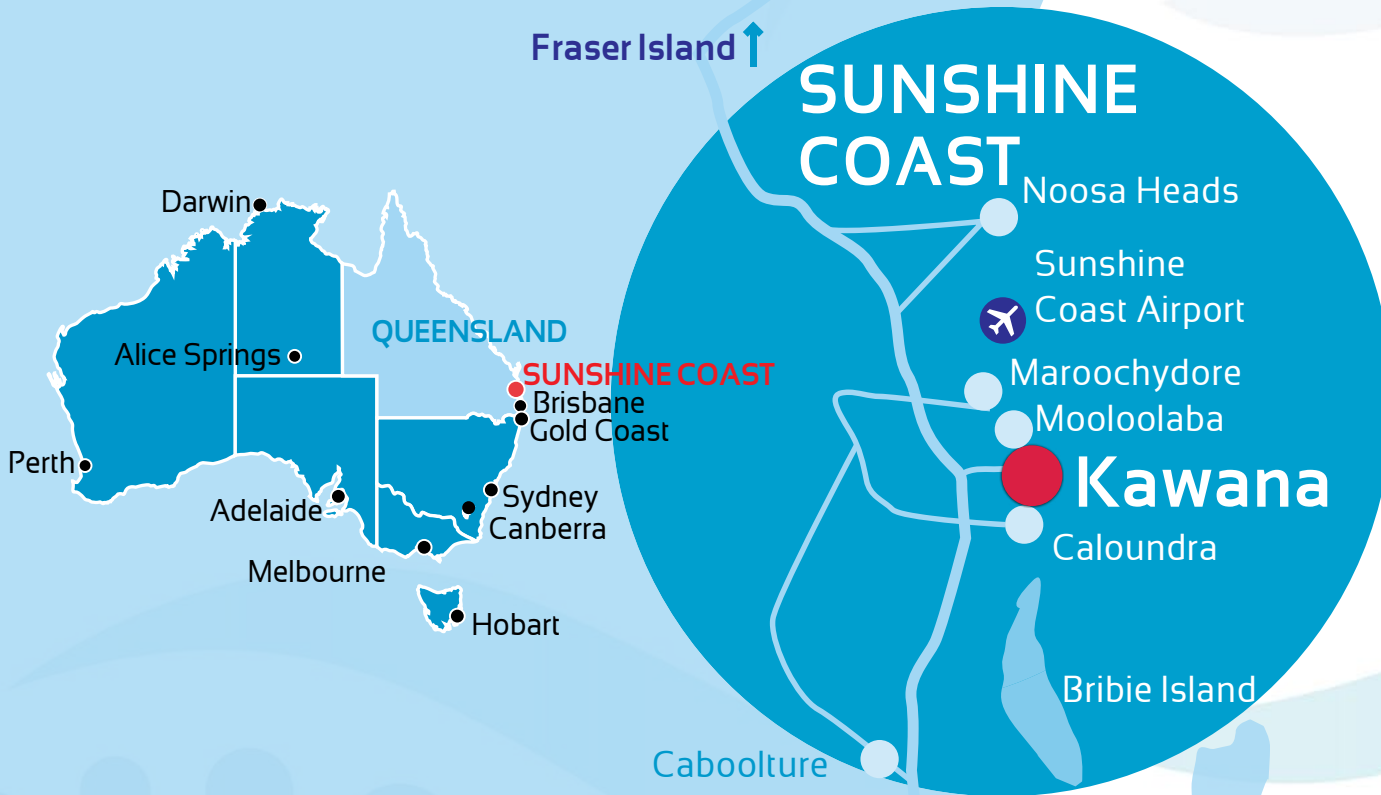 Fraser Island
SUNSHINE
COAST
Noosa Heads
Sunshine
Coast Airport
Maroochydore
Mooloolaba
Kawana
Caloundra
Bribie Island
Caboolture
Darwin
QUEENSLAND
Alice Springs
SUNSHINE COAST
Brisbane
Gold Coast
Perth
Sydney
Adelaide
Canberra
Melbourne
Hobart